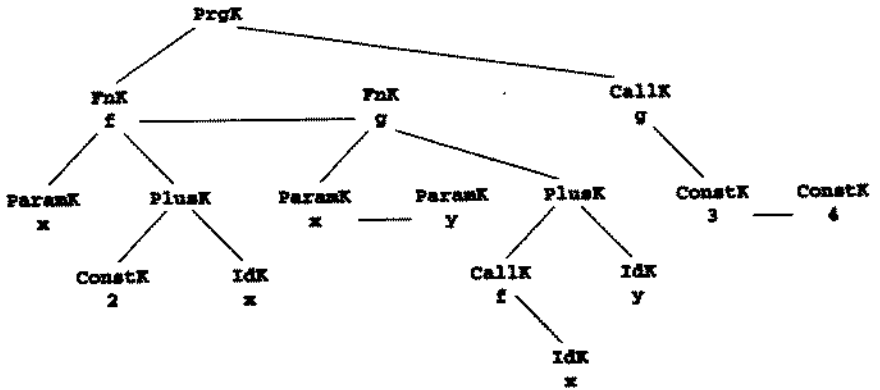 PrgK
FnK FnK CallK
f g g
ParamK PlusK ParamK ParamK PlusK ConstK ConstK
x x y 3 4
ConstK IdK CallK IdK
2 x f y
IdK
x